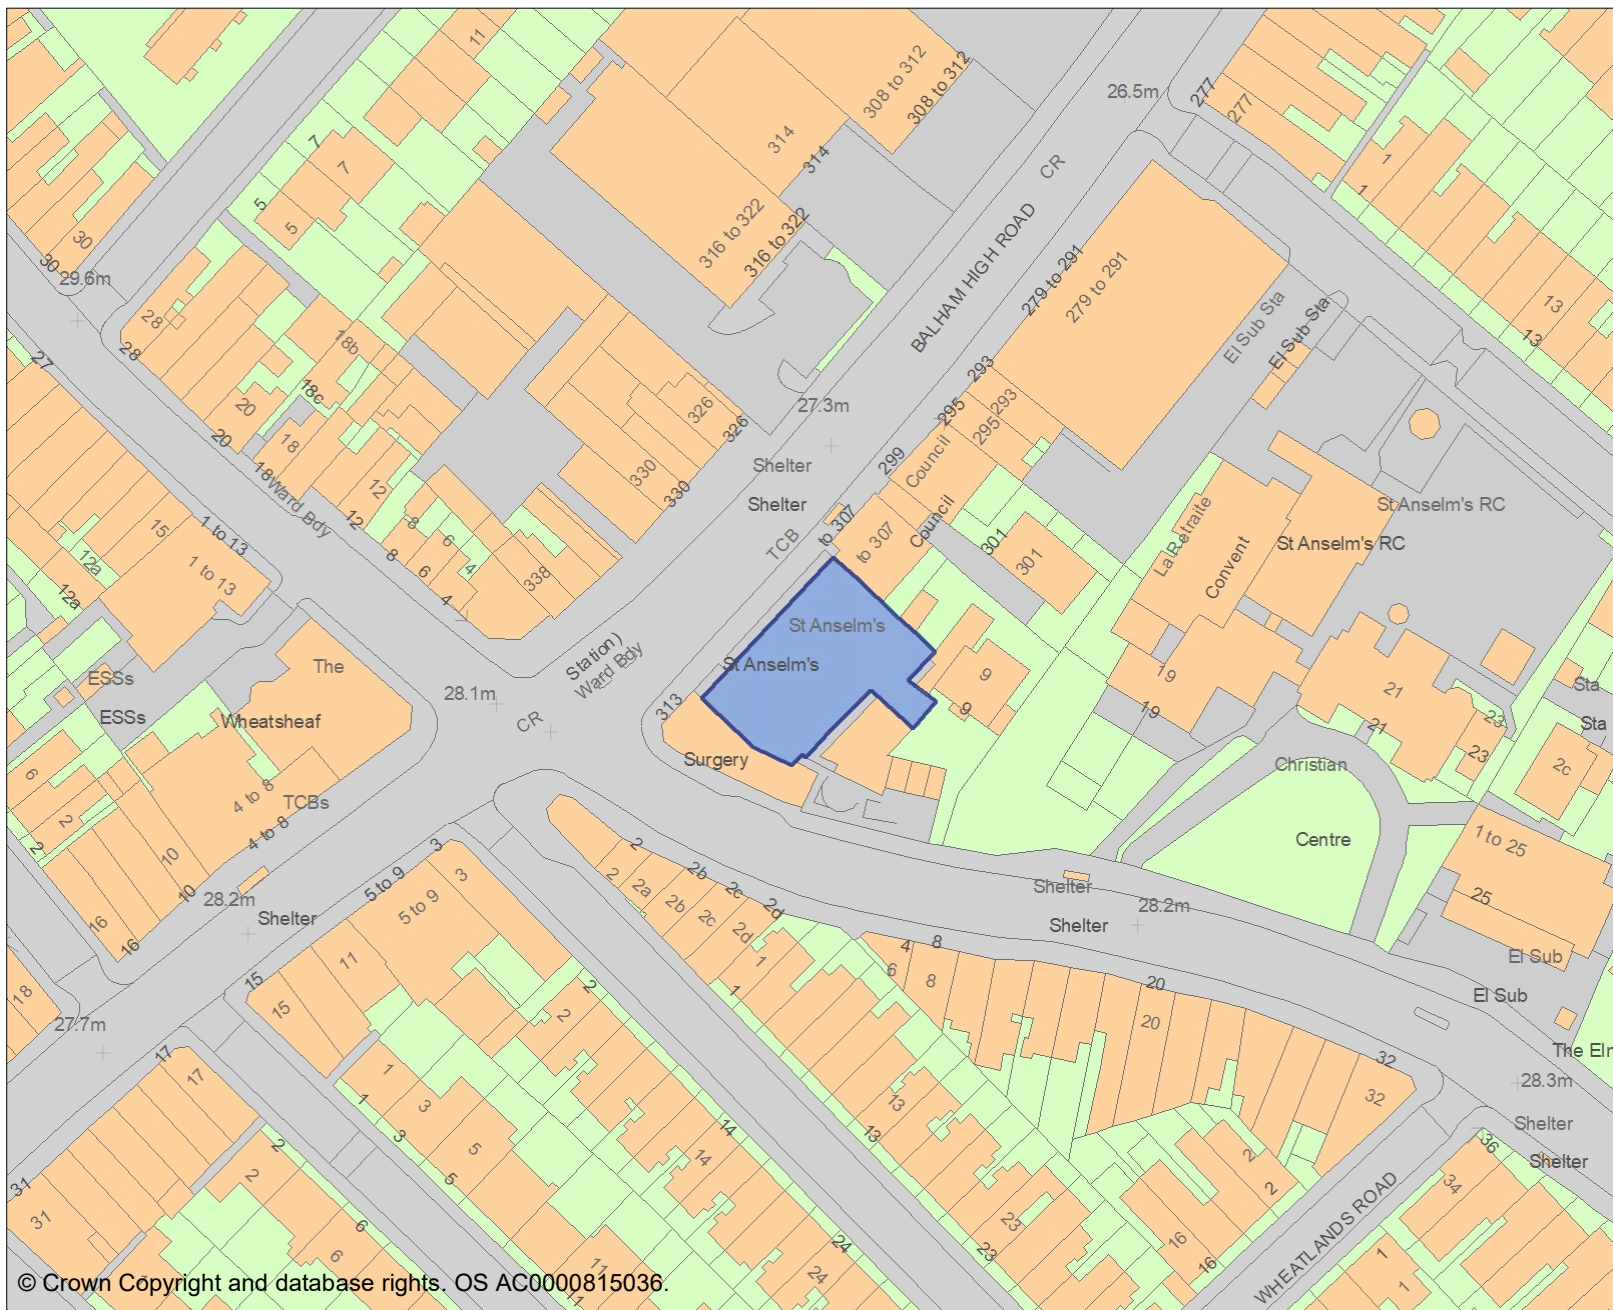 11
308 to 312
308 to 312
26.5m
277
277
314
314
CR
7
7
1
1
5
5
316 to 322
316 to 322
BALHAM HIGH ROAD
30
30
29.6m
279 to 291
279 to 291
13
13
El Sub Sta
El Sub Sta
28
28
18b
18c
27
20
20
293
293
295
295
27.3m
326
326
299
Council
Council
Shelter
Shelter
18
18
Ward Bdy
12
12
330
330
La Retraite
Convent
St Anselm's RC
St Anselm's RC
15
1 to 13
1 to 13
8
8
6
6
4
4
338
TCB
to 307
to 307
301
301
12a
12a
St Anselm's
St Anselm's
Station)
Ward Bdy
The
Wheatsheaf
ESSs
ESSs
28.1m
CR
313
Surgery
9
9
19
19
21
21
23
23
Sta
Sta
2c
Christian
Centre
6
2
2
4 to 8
4 to 8
TCBs
10
10
16
16
3
3
5 to 9
5 to 9
28.2m
Shelter
2
2
2a
2b
2b
2c
2c
2d
2d
1
1
Shelter
Shelter
28.2m
1 to 25
25
El Sub
El Sub
4
6
8
8
20
20
32
32
The Elm
28.3m
Shelter
Shelter
18
27.7m
15
15
11
2
2
17
17
1
1
3
3
5
5
13
13
14
14
2
2
36
34
31
31
2
2
6
6
23
23
16
16
WHEATLANDS ROAD
1
1
24
24
11
11
© Crown Copyright and database rights. OS AC0000815036.